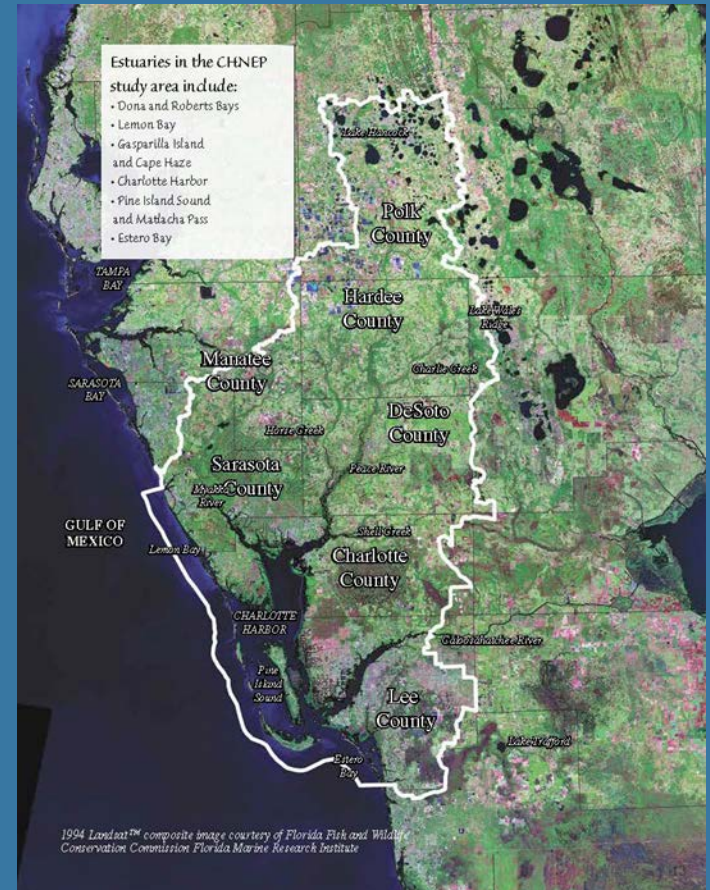 Estuaries in the CHNEP
study area include:
• Dona and Roberts Bays
• Lemon Bay
• Gasparilla Island
and Cape Haze
• Charlotte Harbor
• Pine Island Sound
and Matlacha Pass
• Estero Bay
Lake Hancock
Polk
County
TAMPA
BAY
Hardee
County
Lake Wales
Ridge
Manatee
County
Charlie Creek
SARASOTA
BAY
DeSoto
County
Horse Greek
Sarasota
County
Peace River
Myakka
River
GULF OF
MEXICO
Lemon Bay
Shell Greek
Charlotte
County
CHARLOTTE
HARBOR
Caloosahatchee River
Pine
Island
Sound
Lee
County
Lake Trafford
Estero
Bay
1994 Landsat™ composite image courtesy of Florida Fish and Wildlife
Conservation Commission Florida Marine Research Institute